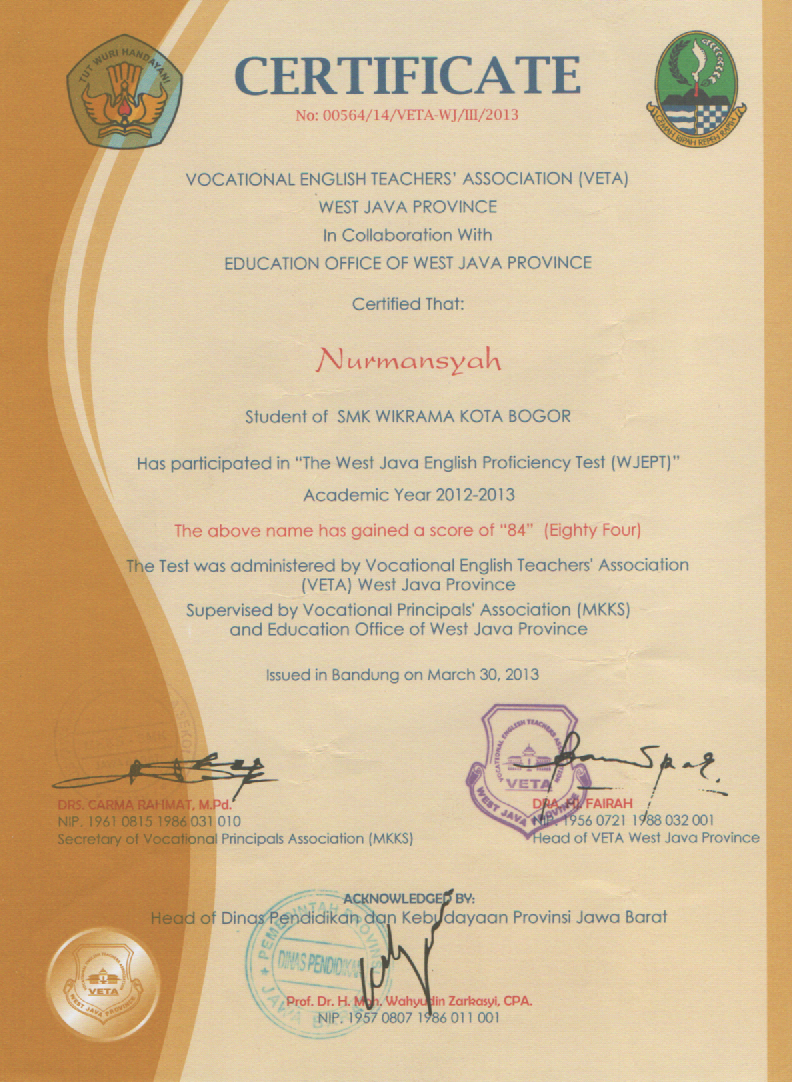 TUT WURI HANDAYANI
CERTIFICATE
No: 00564/14/VETA-WJ/III/2013
GEMAH RIPAH REPEH RAPIH
VOCATIONAL ENGLISH TEACHERS' ASSOCIATION (VETA)
WEST JAVA PROVINCE
In Collaboration With
EDUCATION OFFICE OF WEST JAVA PROVINCE
Certified That:
Nurmansyah
Student of SMK WIKRAMA KOTA BOGOR
Has participated in “The West Java English Proficiency Test (WJEPT)”
Academic Year 2012-2013
The above name has gained a score of “84” (Eighty Four)
The Test was administered by Vocational English Teachers' Association
(VETA) West Java Province
Supervised by Vocational Principals' Association (MKKS)
and Education Office of West Java Province
Issued in Bandung on March 30, 2013
DRS. CARMA RAHMAT, M.Pd.
NIP. 1961 0815 1986 031 010
Secretary of Vocational Principals Association (MKKS)
VETA
WEST JAVA PROVINCE
DRA. Hj. FAIRAH
NIP. 1956 0721 1988 032 001
Head of VETA West Java Province
ACKNOWLEDGED BY:
Head of Dinas Pendidikan dan Kebudayaan Provinsi Jawa Barat
PEMERINTAH PROVINSI
DINAS PENDIDIKAN
JAWA BARAT
Prof. Dr. H. Moh. Wahyudin Zarkasyi, CPA.
NIP. 1957 0807 1986 011 001
VETA
WEST JAVA PROVINCE